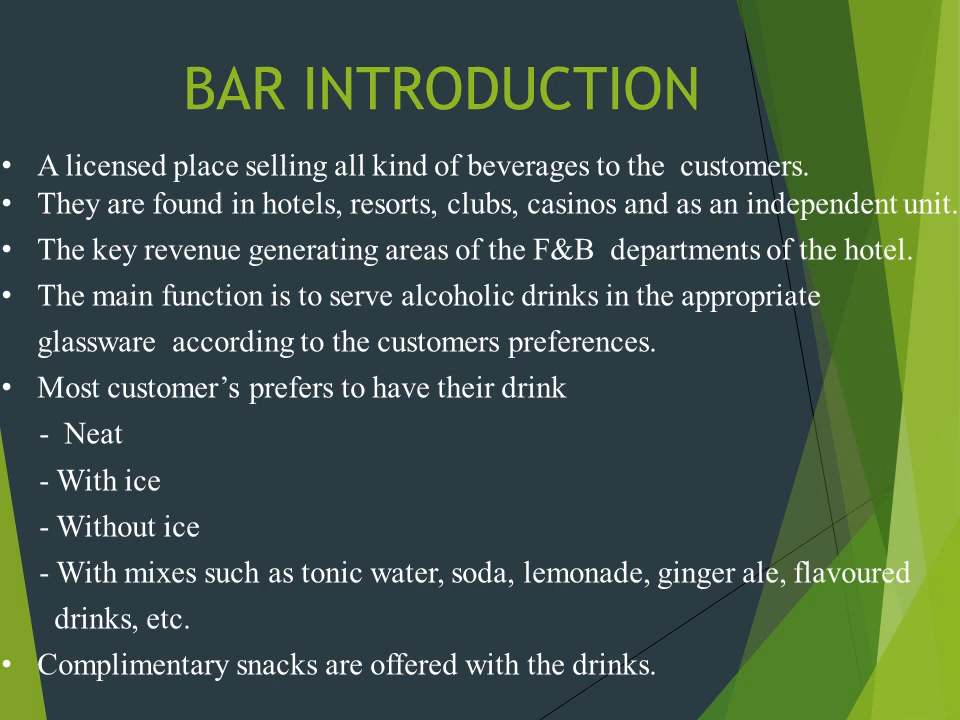 BAR INTRODUCTION
• A licensed place selling all kind of beverages to the customers.
• They are found in hotels, resorts, clubs, casinos and as an independent unit.
• The key revenue generating areas of the F&B departments of the hotel.
• The main function is to serve alcoholic drinks in the appropriate
glassware according to the customers preferences.
• Most customer’s prefers to have their drink
- Neat
- With ice
- Without ice
- With mixes such as tonic water, soda, lemonade, ginger ale, flavoured
drinks, etc.
• Complimentary snacks are offered with the drinks.